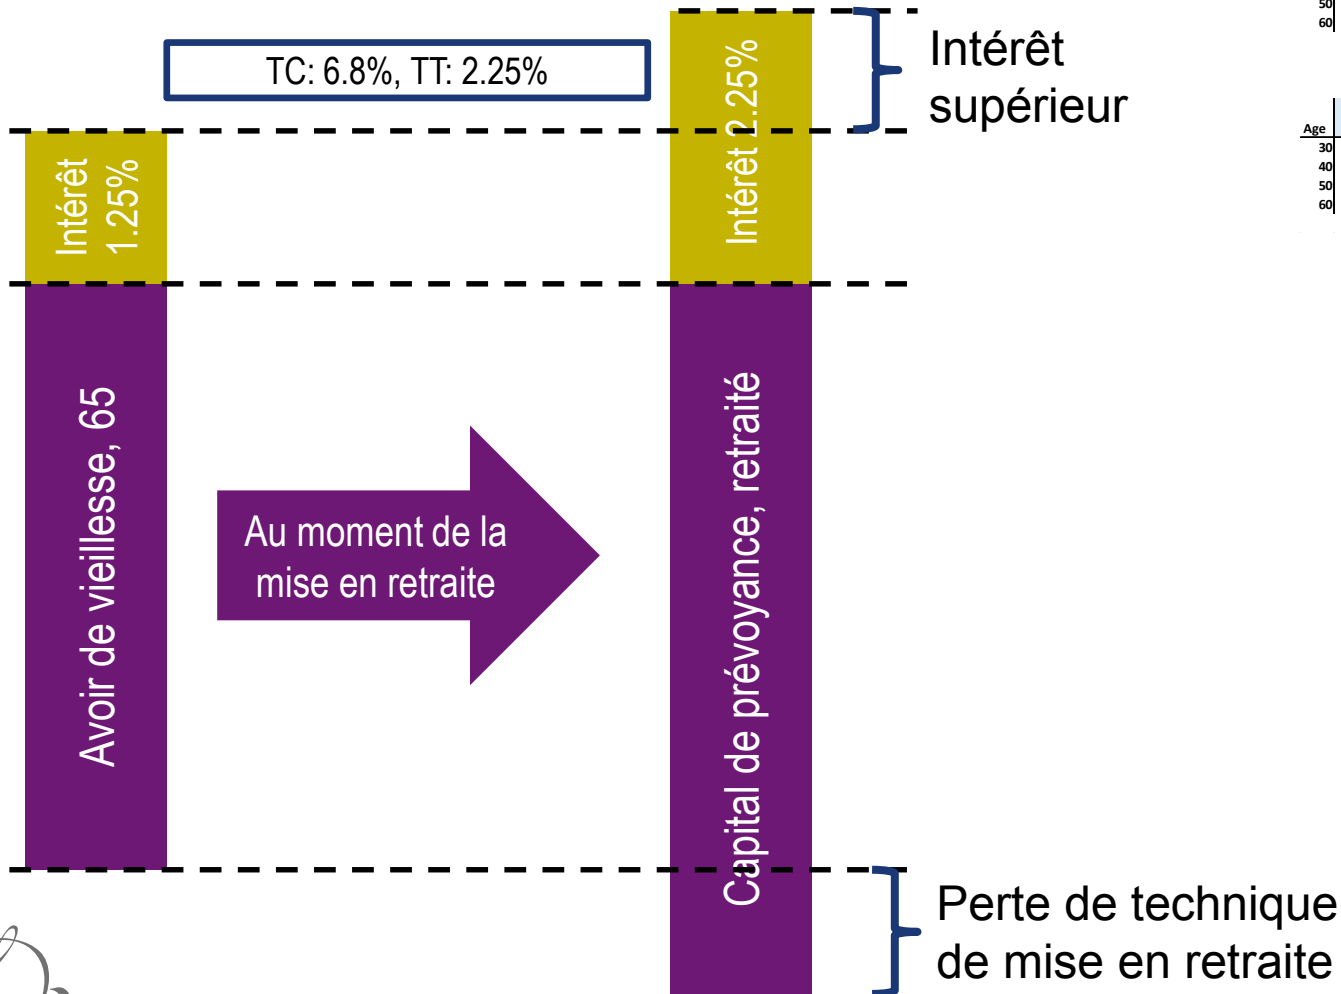 TC: 6.8%, TT: 2.25%
Intérêt
supérieur
Intérêt
1.25%
Intérêt 2.25%
Avoir de vieillesse, 65
Au moment de la
mise en retraite
Capital de prévoyance, retraité
Perte de technique
de mise en retraite
50
60
Age
30
40
50
60